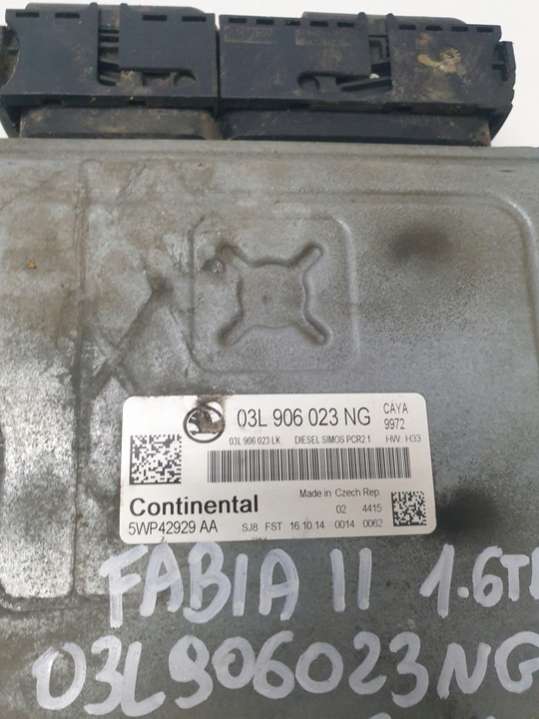 03L 906 023 NG CAYA
9972
03L 906 023 LK DIESEL SIMOS PCR2.1 HW: H33
Continental Made in Czech Rep.
02 4415
5WP42929 AA SJ8 FST 16.10.14 0014 0062
FABIA II 1.6TD
03L906023NG